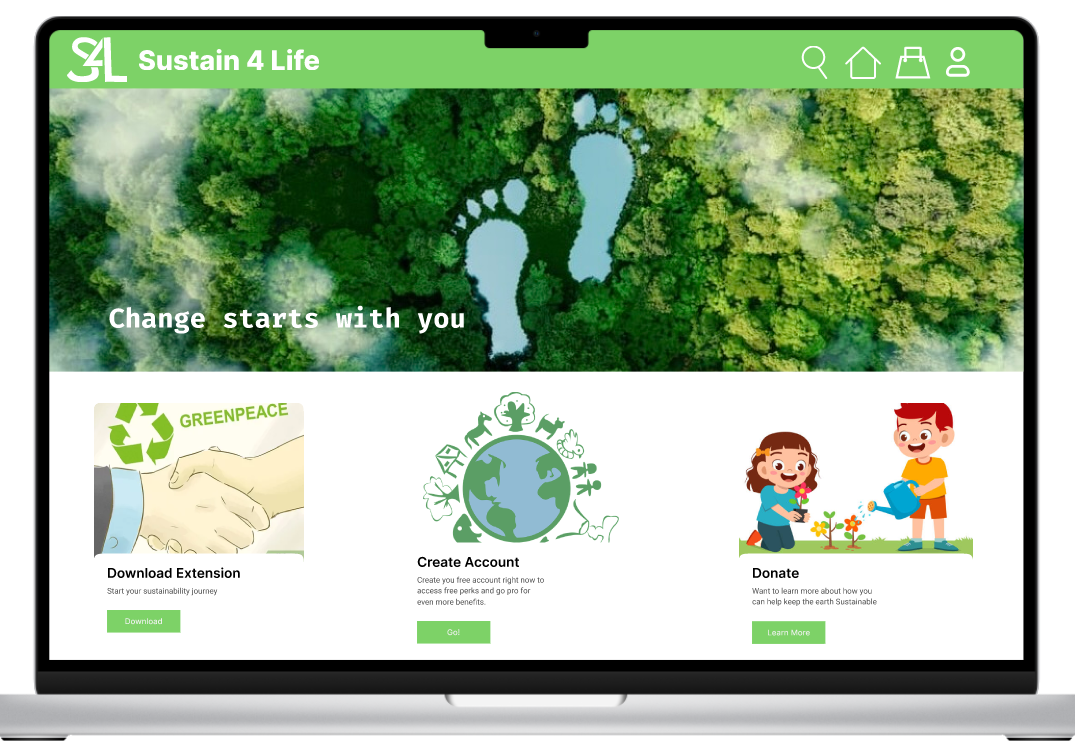 S4L Sustain 4 Life
Change starts with you
GREENPEACE
Download Extension
Start your sustainability journey
Download
Create Account
Create you free account right now to
access free perks and go pro for
even more benefits.
Go!
Donate
Want to learn more about how you
can help keep the earth Sustainable
Learn More